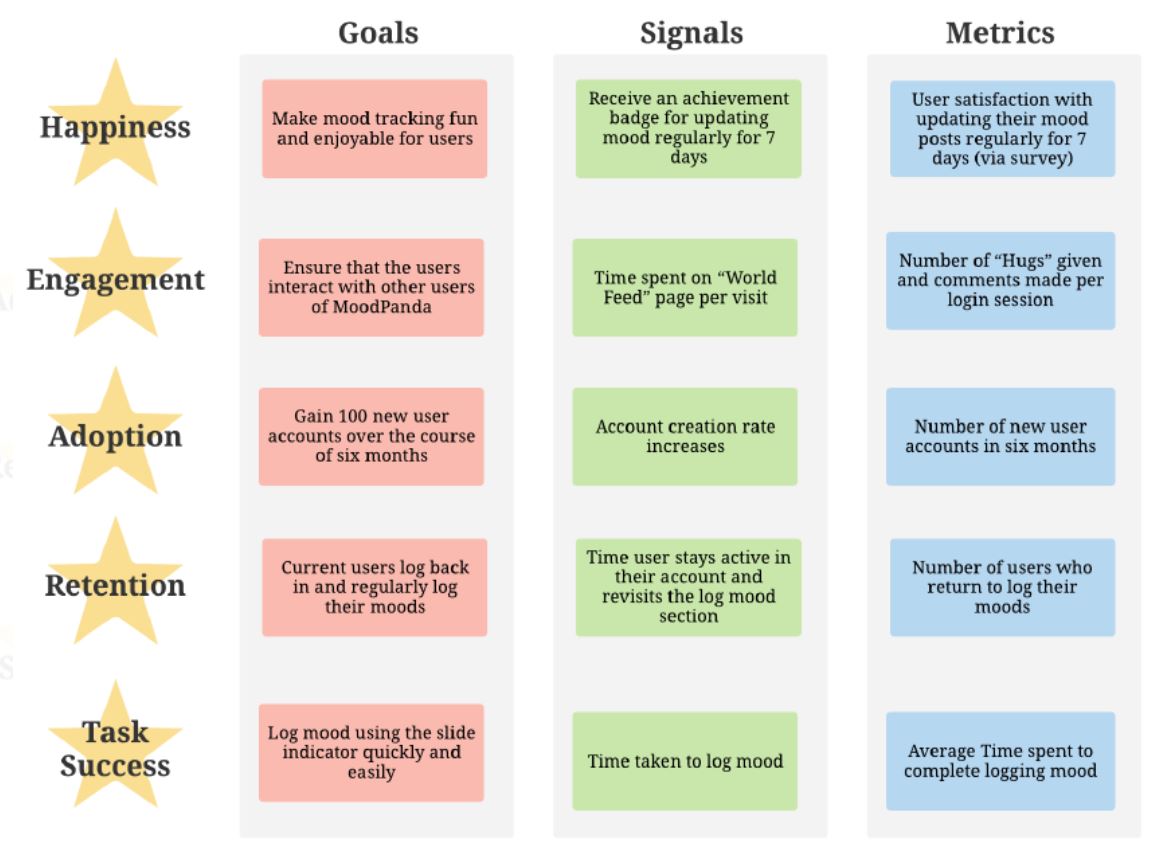 Goals
Signals
Metrics
Happiness
Make mood tracking fun
and enjoyable for users
Receive an achievement
badge for updating
mood regularly for 7
days
User satisfaction with
updating their mood
posts regularly for 7
days (via survey)
Engagement
Ensure that the users
interact with other users
of MoodPanda
Time spent on “World
Feed” page per visit
Number of “Hugs” given
and comments made per
login session
Adoption
Gain 100 new user
accounts over the course
of six months
Account creation rate
increases
Number of new user
accounts in six months
Retention
Current users log back
in and regularly log
their moods
Time user stays active in
their account and
revisits the log mood
section
Number of users who
return to log their
moods
Task
Success
Log mood using the slide
indicator quickly and
easily
Time taken to log mood
Average Time spent to
complete logging mood